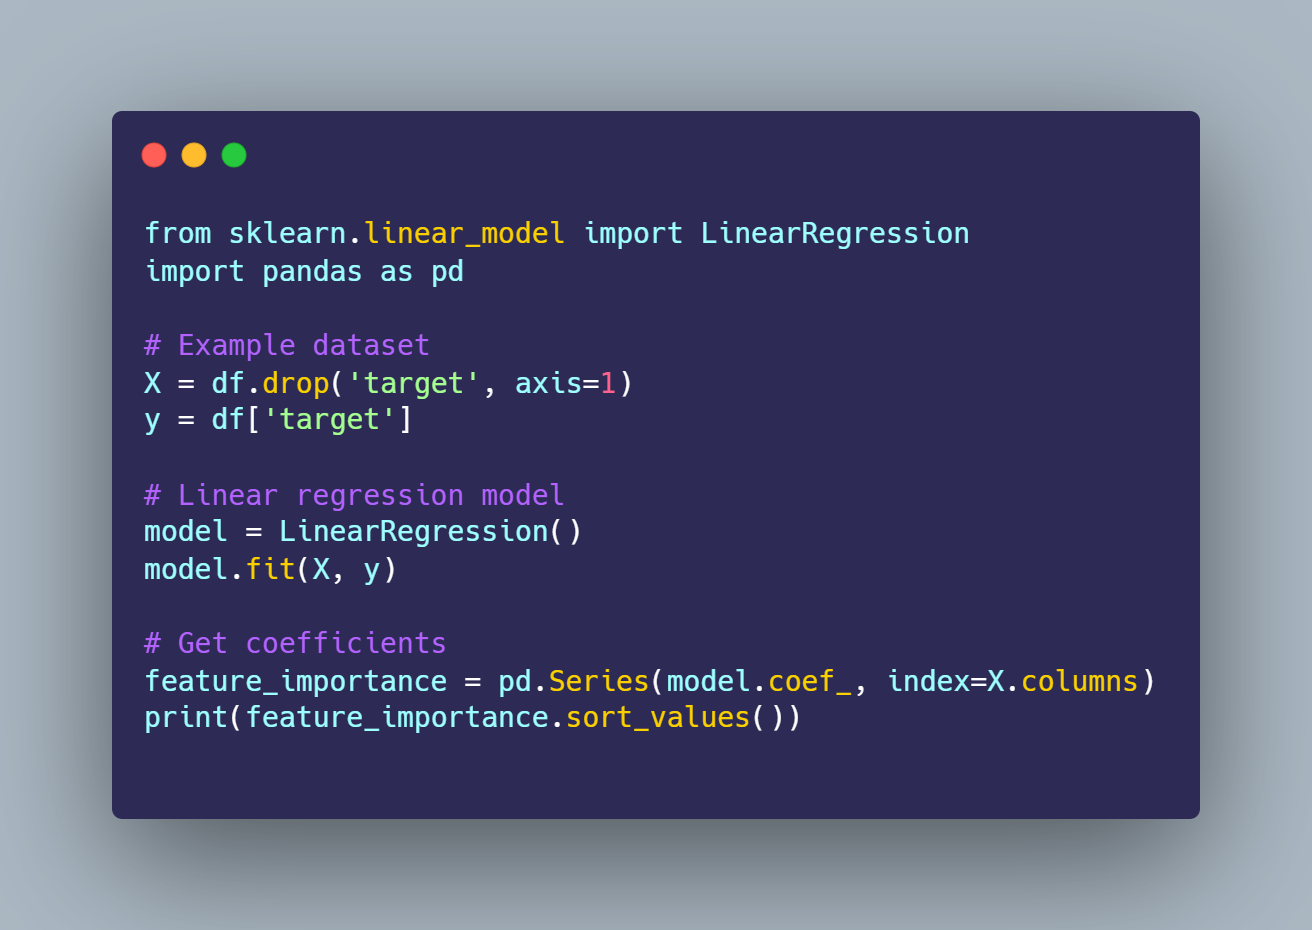 from sklearn.linear_model import LinearRegression
import pandas as pd
# Example dataset
X = df.drop('target', axis=1)
y = df['target']
# Linear regression model
model = LinearRegression()
model.fit(X, y)
# Get coefficients
feature_importance = pd.Series(model.coef_, index=X.columns)
print(feature_importance.sort_values())